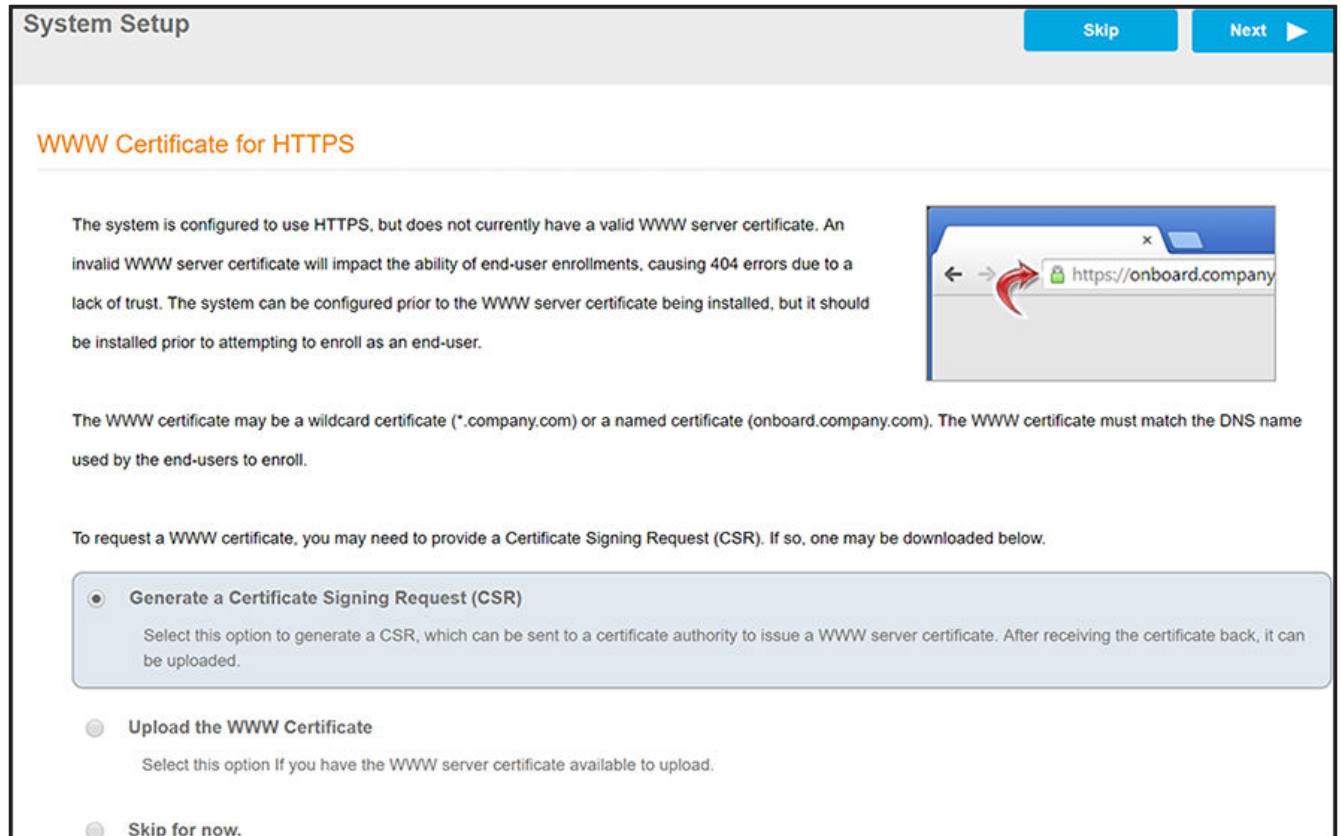 System Setup
Skip
Next
WWW Certificate for HTTPS
The system is configured to use HTTPS, but does not currently have a valid WWW server certificate. An
invalid WWW server certificate will impact the ability of end-user enrollments, causing 404 errors due to a
lack of trust. The system can be configured prior to the WWW server certificate being installed, but it should
be installed prior to attempting to enroll as an end-user.
https://onboard.company
The WWW certificate may be a wildcard certificate (*.company.com) or a named certificate (onboard.company.com). The WWW certificate must match the DNS name
used by the end-users to enroll.
To request a WWW certificate, you may need to provide a Certificate Signing Request (CSR). If so, one may be downloaded below.
Generate a Certificate Signing Request (CSR)
Select this option to generate a CSR, which can be sent to a certificate authority to issue a WWW server certificate. After receiving the certificate back, it can
be uploaded.
Upload the WWW Certificate
Select this option If you have the WWW server certificate available to upload.
Skip for now.